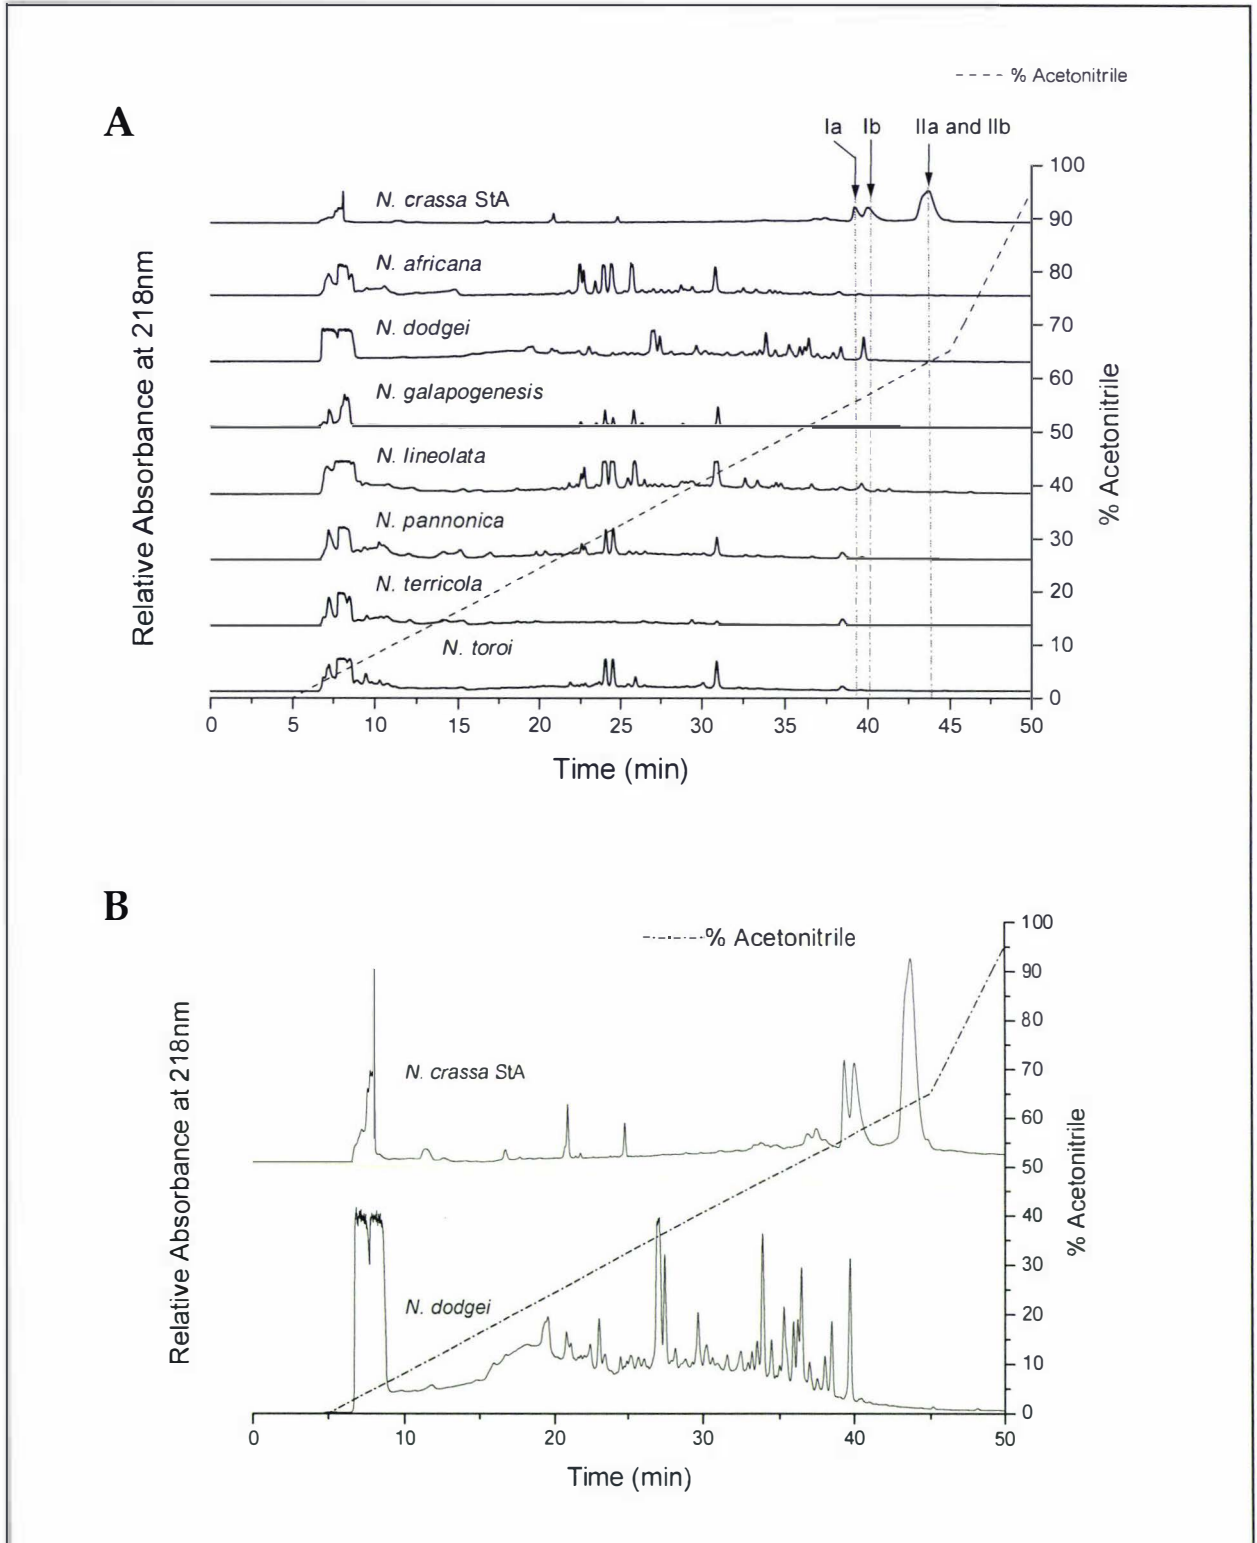 % Acetonitrile
A
Ia Ib IIa and IIb
N. crassa StA
N. africana
N. dodgei
N. galapogenesis
N. lineolata
N. pannonica
N. terricola
N. toroi
Relative Absorbance at 218nm
100
90
80
70
60
50
40
30
20
10
0
% Acetonitrile
0 5 10 15 20 25 30 35 40 45 50
Time (min)
B
% Acetonitrile
N. crassa StA
N. dodgei
Relative Absorbance at 218nm
100
90
80
70
60
50
40
30
20
10
0
% Acetonitrile
0 10 20 30 40 50
Time (min)